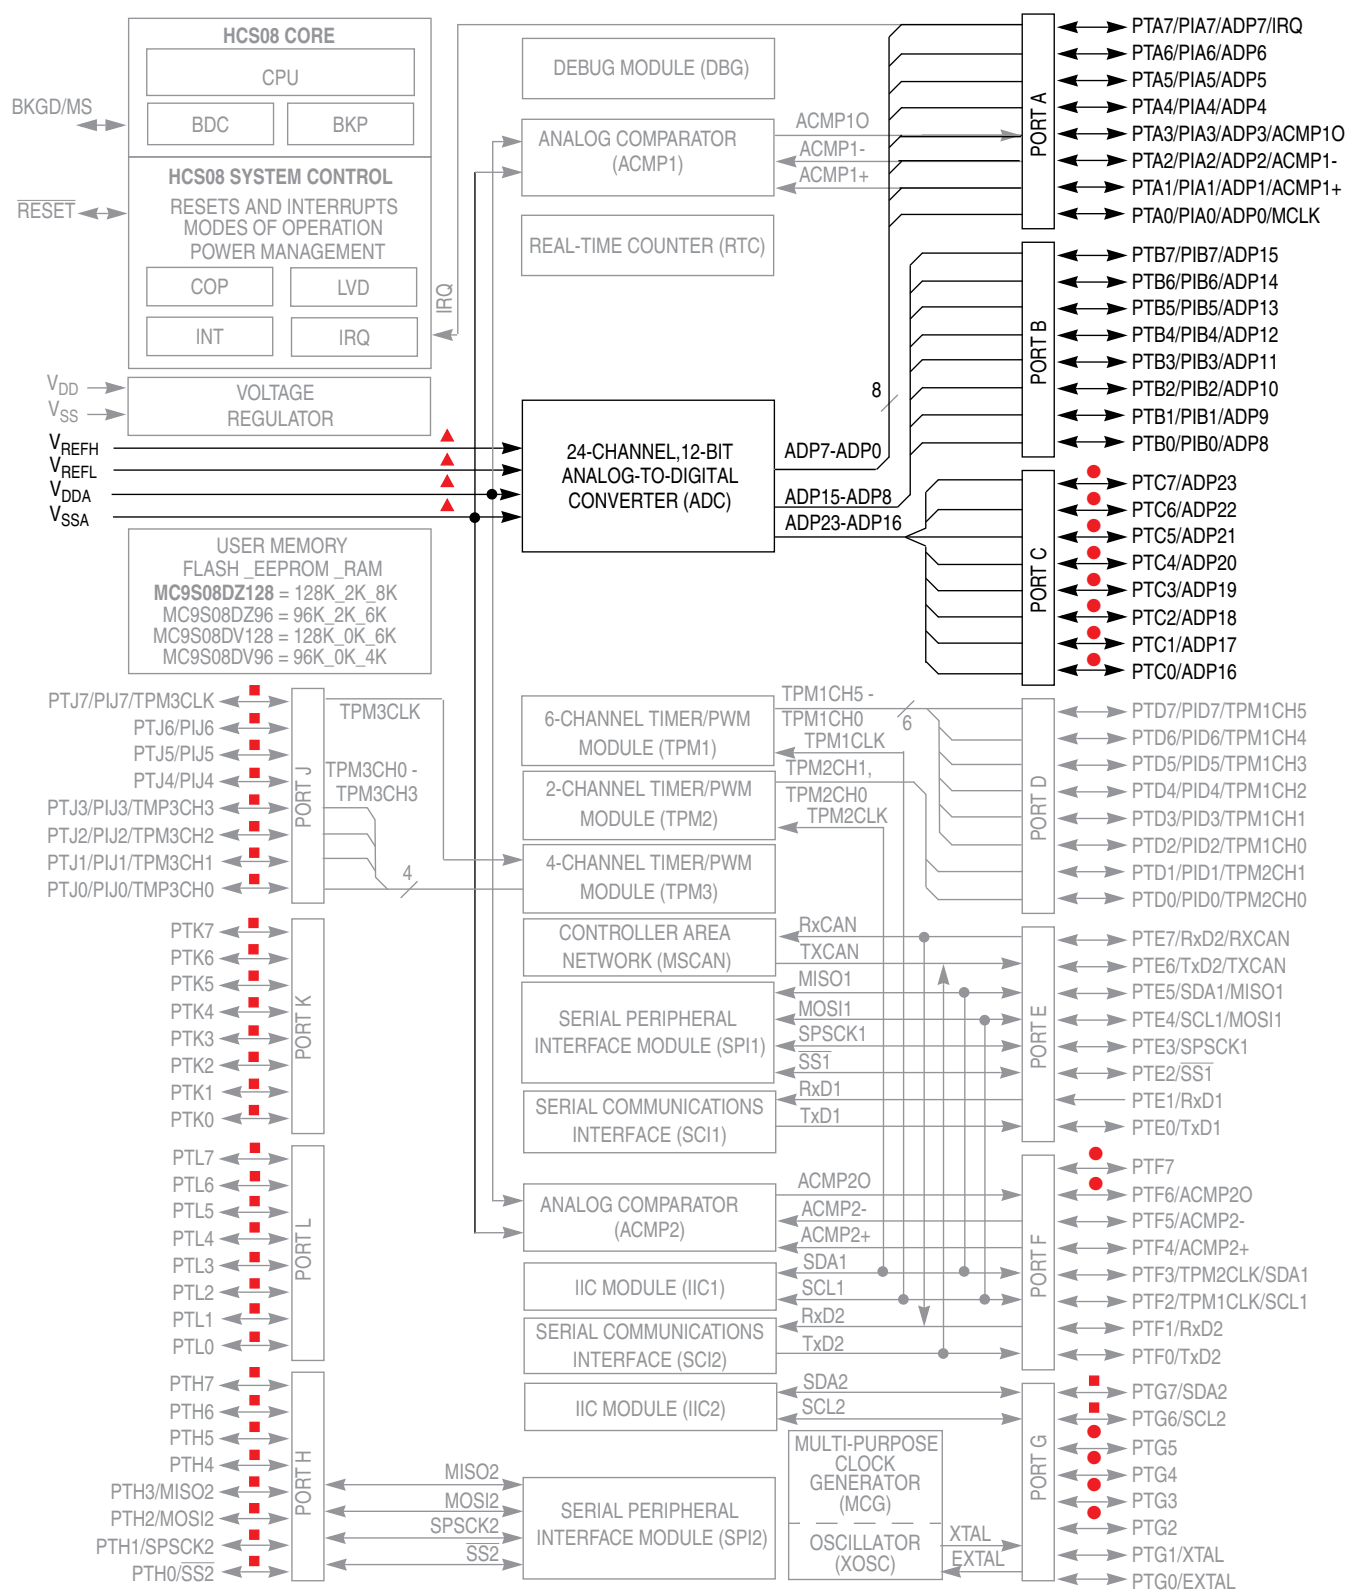 HCS08 CORE
CPU
BDC
BKP
BKGD/MS
HCS08 SYSTEM CONTROL
RESETS AND INTERRUPTS
MODES OF OPERATION
POWER MANAGEMENT
COP
LVD
INT
IRQ
RESET
IRQ
VDD
VSS
VOLTAGE
REGULATOR
VREFH
VREFL
VDDA
VSSA
USER MEMORY
FLASH _EEPROM _RAM
MC9S08DZ128 = 128K_2K_8K
MC9S08DZ96 = 96K_2K_6K
MC9S08DV128 = 128K_0K_6K
MC9S08DV96 = 96K_0K_4K
DEBUG MODULE (DBG)
ANALOG COMPARATOR
(ACMP1)
ACMP1O
ACMP1-
ACMP1+
REAL-TIME COUNTER (RTC)
24-CHANNEL,12-BIT
ANALOG-TO-DIGITAL
CONVERTER (ADC)
8
ADP7-ADP0
ADP15-ADP8
ADP23-ADP16
PORT A
PTA7/PIA7/ADP7/IRQ
PTA6/PIA6/ADP6
PTA5/PIA5/ADP5
PTA4/PIA4/ADP4
PTA3/PIA3/ADP3/ACMP1O
PTA2/PIA2/ADP2/ACMP1-
PTA1/PIA1/ADP1/ACMP1+
PTA0/PIA0/ADP0/MCLK
PORT B
PTB7/PIB7/ADP15
PTB6/PIB6/ADP14
PTB5/PIB5/ADP13
PTB4/PIB4/ADP12
PTB3/PIB3/ADP11
PTB2/PIB2/ADP10
PTB1/PIB1/ADP9
PTB0/PIB0/ADP8
PORT C
PTC7/ADP23
PTC6/ADP22
PTC5/ADP21
PTC4/ADP20
PTC3/ADP19
PTC2/ADP18
PTC1/ADP17
PTC0/ADP16
PTJ7/PIJ7/TPM3CLK
PTJ6/PIJ6
PTJ5/PIJ5
PTJ4/PIJ4
PTJ3/PIJ3/TMP3CH3
PTJ2/PIJ2/TPM3CH2
PTJ1/PIJ1/TPM3CH1
PTJ0/PIJ0/TMP3CH0
PORT J
TPM3CLK
TPM3CH0 -
TPM3CH3
4
6-CHANNEL TIMER/PWM
MODULE (TPM1)
TPM1CH5 -
TPM1CH0
6
TPM1CLK
2-CHANNEL TIMER/PWM
MODULE (TPM2)
TPM2CH1,
TPM2CH0
TPM2CLK
4-CHANNEL TIMER/PWM
MODULE (TPM3)
PORT D
PTD7/PID7/TPM1CH5
PTD6/PID6/TPM1CH4
PTD5/PID5/TPM1CH3
PTD4/PID4/TPM1CH2
PTD3/PID3/TPM1CH1
PTD2/PID2/TPM1CH0
PTD1/PID1/TPM2CH1
PTD0/PID0/TPM2CH0
PTK7
PTK6
PTK5
PTK4
PTK3
PTK2
PTK1
PTK0
PORT K
CONTROLLER AREA
NETWORK (MSCAN)
RxCAN
TXCAN
SERIAL PERIPHERAL
INTERFACE MODULE (SPI1)
MISO1
MOSI1
SPSCK1
SS1
SERIAL COMMUNICATIONS
INTERFACE (SCI1)
RxD1
TxD1
PORT E
PTE7/RxD2/RXCAN
PTE6/TxD2/TXCAN
PTE5/SDA1/MISO1
PTE4/SCL1/MOSI1
PTE3/SPSCK1
PTE2/SS1
PTE1/RxD1
PTE0/TxD1
PTL7
PTL6
PTL5
PTL4
PTL3
PTL2
PTL1
PTL0
PORT L
ANALOG COMPARATOR
(ACMP2)
ACMP2O
ACMP2-
ACMP2+
IIC MODULE (IIC1)
SDA1
SCL1
SERIAL COMMUNICATIONS
INTERFACE (SCI2)
RxD2
TxD2
PORT F
PTF7
PTF6/ACMP2O
PTF5/ACMP2-
PTF4/ACMP2+
PTF3/TPM2CLK/SDA1
PTF2/TPM1CLK/SCL1
PTF1/RxD2
PTF0/TxD2
PTH7
PTH6
PTH5
PTH4
PTH3/MISO2
PTH2/MOSI2
PTH1/SPSCK2
PTH0/SS2
PORT H
MISO2
MOSI2
SPSCK2
SS2
IIC MODULE (IIC2)
SDA2
SCL2
SERIAL PERIPHERAL
INTERFACE MODULE (SPI2)
MULTI-PURPOSE
CLOCK
GENERATOR
(MCG)
OSCILLATOR
(XOSC)
XTAL
EXTAL
PORT G
PTG7/SDA2
PTG6/SCL2
PTG5
PTG4
PTG3
PTG2
PTG1/XTAL
PTG0/EXTAL